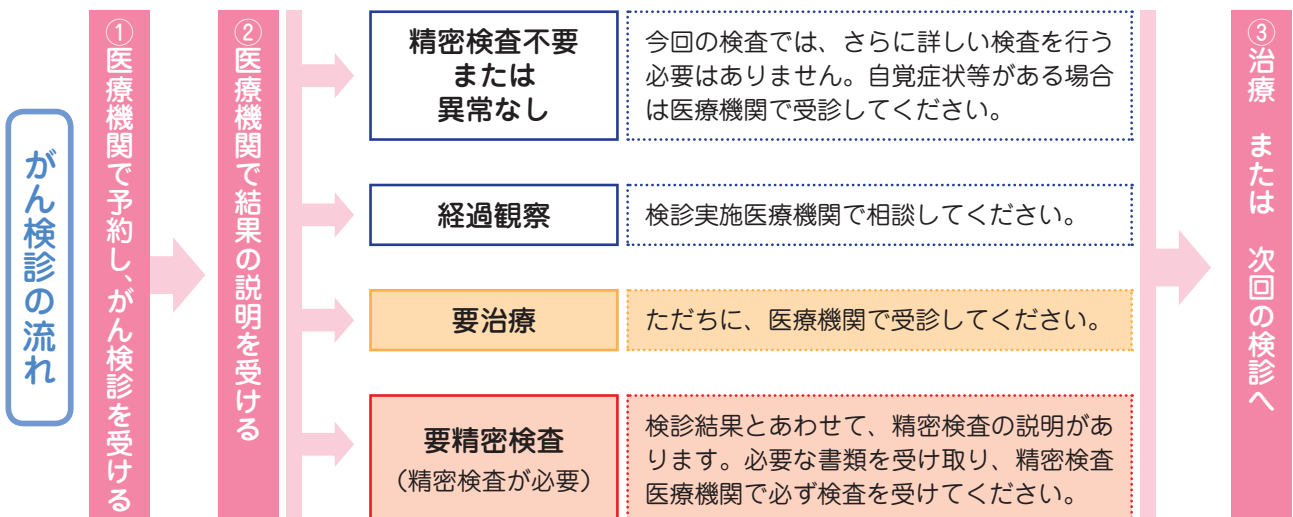 がん検診の流れ
①医療機関で予約し、がん検診を受ける
②医療機関で結果の説明を受ける
精密検査不要
または
異常なし
今回の検査では、さらに詳しい検査を行う
必要はありません。自覚症状等がある場合
は医療機関で受診してください。
経過観察
検診実施医療機関で相談してください。
要治療
ただちに、医療機関で受診してください。
要精密検査
（精密検査が必要）
検診結果とあわせて、精密検査の説明があ
ります。必要な書類を受け取り、精密検査
医療機関で必ず検査を受けてください。
③治療　または　次回の検診へ